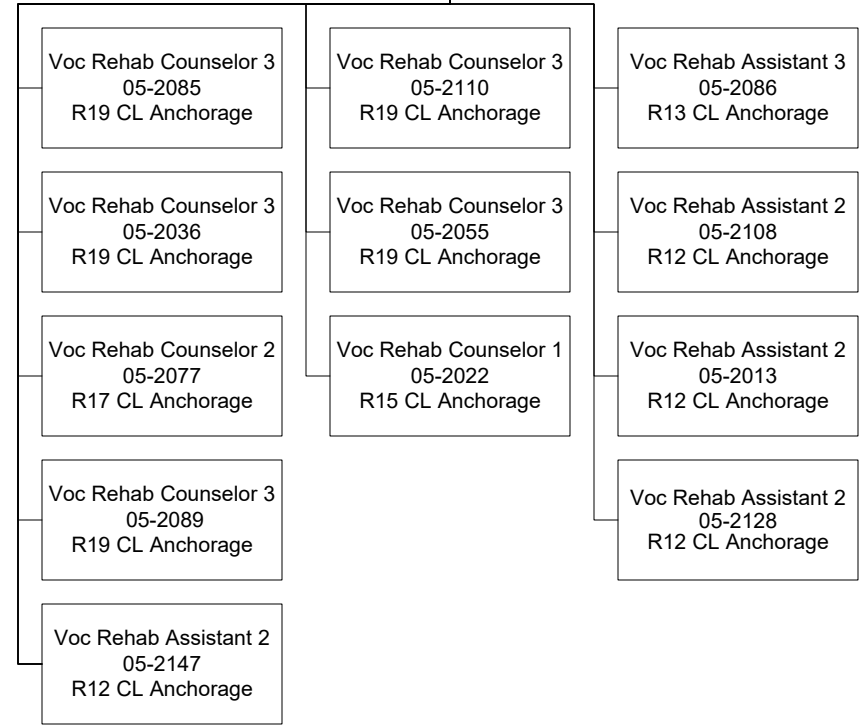 Voc Rehab Counselor 3
05-2085
R19 CL Anchorage
Voc Rehab Counselor 3
05-2036
R19 CL Anchorage
Voc Rehab Counselor 2
05-2077
R17 CL Anchorage
Voc Rehab Counselor 3
05-2089
R19 CL Anchorage
Voc Rehab Assistant 2
05-2147
R12 CL Anchorage
Voc Rehab Counselor 3
05-2110
R19 CL Anchorage
Voc Rehab Counselor 3
05-2055
R19 CL Anchorage
Voc Rehab Counselor 1
05-2022
R15 CL Anchorage
Voc Rehab Assistant 3
05-2086
R13 CL Anchorage
Voc Rehab Assistant 2
05-2108
R12 CL Anchorage
Voc Rehab Assistant 2
05-2013
R12 CL Anchorage
Voc Rehab Assistant 2
05-2128
R12 CL Anchorage